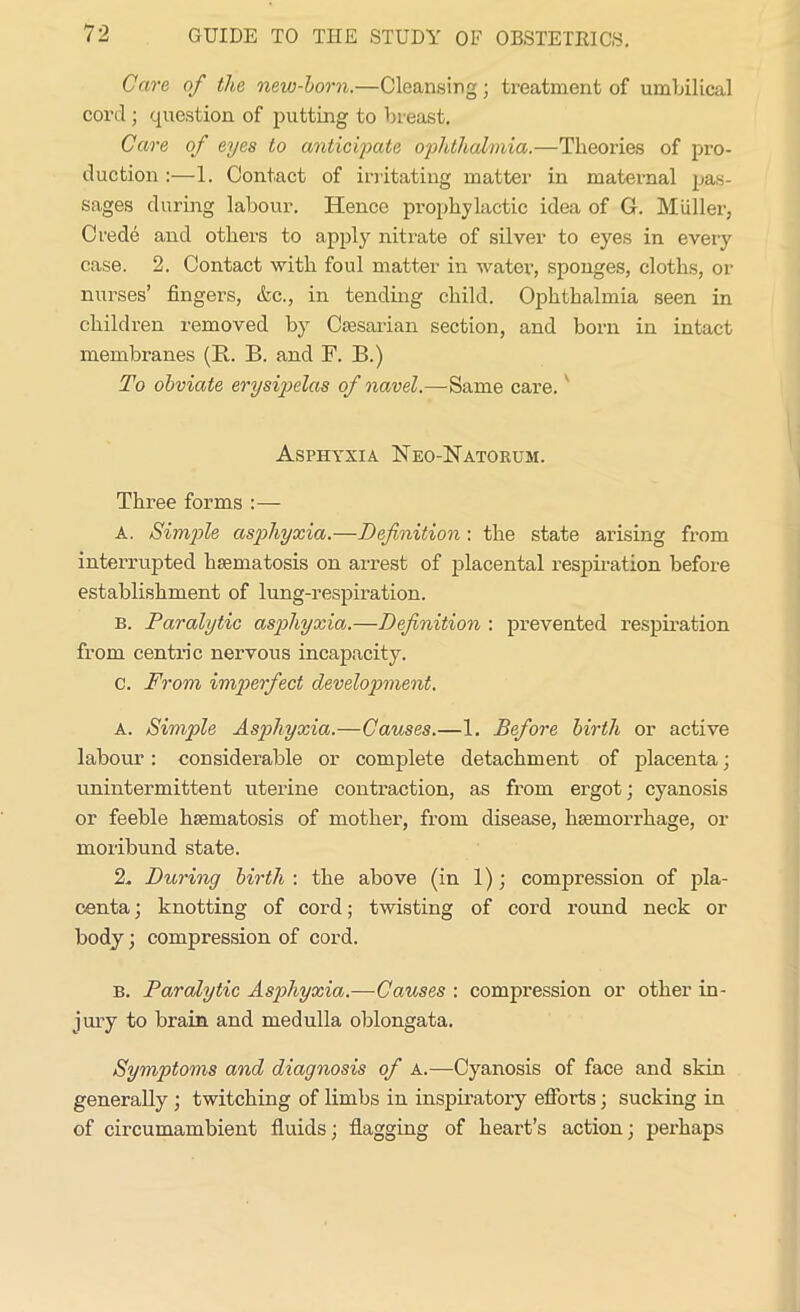 72 GUIDE TO THE STUDY OF OBSTETRICS.
Care of the new-born.—Cleansing; treatment of umbilical
cord; question of putting to breast.
Care of eyes to anticipate ophthalmia.—Theories of pro-
duction:—1. Contact of irritating matter in maternal pas-
sages during labour. Hence prophylactic idea of G. Müller,
Credé and others to apply nitrate of silver to eyes in every
case. 2. Contact with foul matter in water, sponges, cloths, or
nurses' fingers, &c., in tending child. Ophthalmia seen in
children removed by Cæsarian section, and born in intact
membranes (R. B. and F. B.)
To obviate erysipelas of navel.—Same care.
ASPHYXIA NEO-NATORUM.
Three forms:—
A. Simple asphyxia.—Definition: the state arising from
interrupted hæmatosis on arrest of placental respiration before
establishment of lung-respiration.
B. Paralytic asphyxia.—Definition: prevented respiration
from centric nervous incapacity.
C. From imperfect development.
A. Simple Asphyxia.—Causes.—1. Before birth or active
labour: considerable or complete detachment of placenta;
unintermittent uterine contraction, as from ergot; cyanosis
or feeble hæmatosis of mother, from disease, hæmorrhage, or
moribund state.
2. During birth: the above (in 1); compression of pla-
centa; knotting of cord; twisting of cord round neck or
body; compression of cord.
B. Paralytic Asphyxia.—Causes: compression or other in-
jury to brain and medulla oblongata.
Symptoms and diagnosis of A.—Cyanosis of face and skin
generally; twitching of limbs in inspiratory efforts; sucking in
of circumambient fluids; flagging of heart's action; perhaps